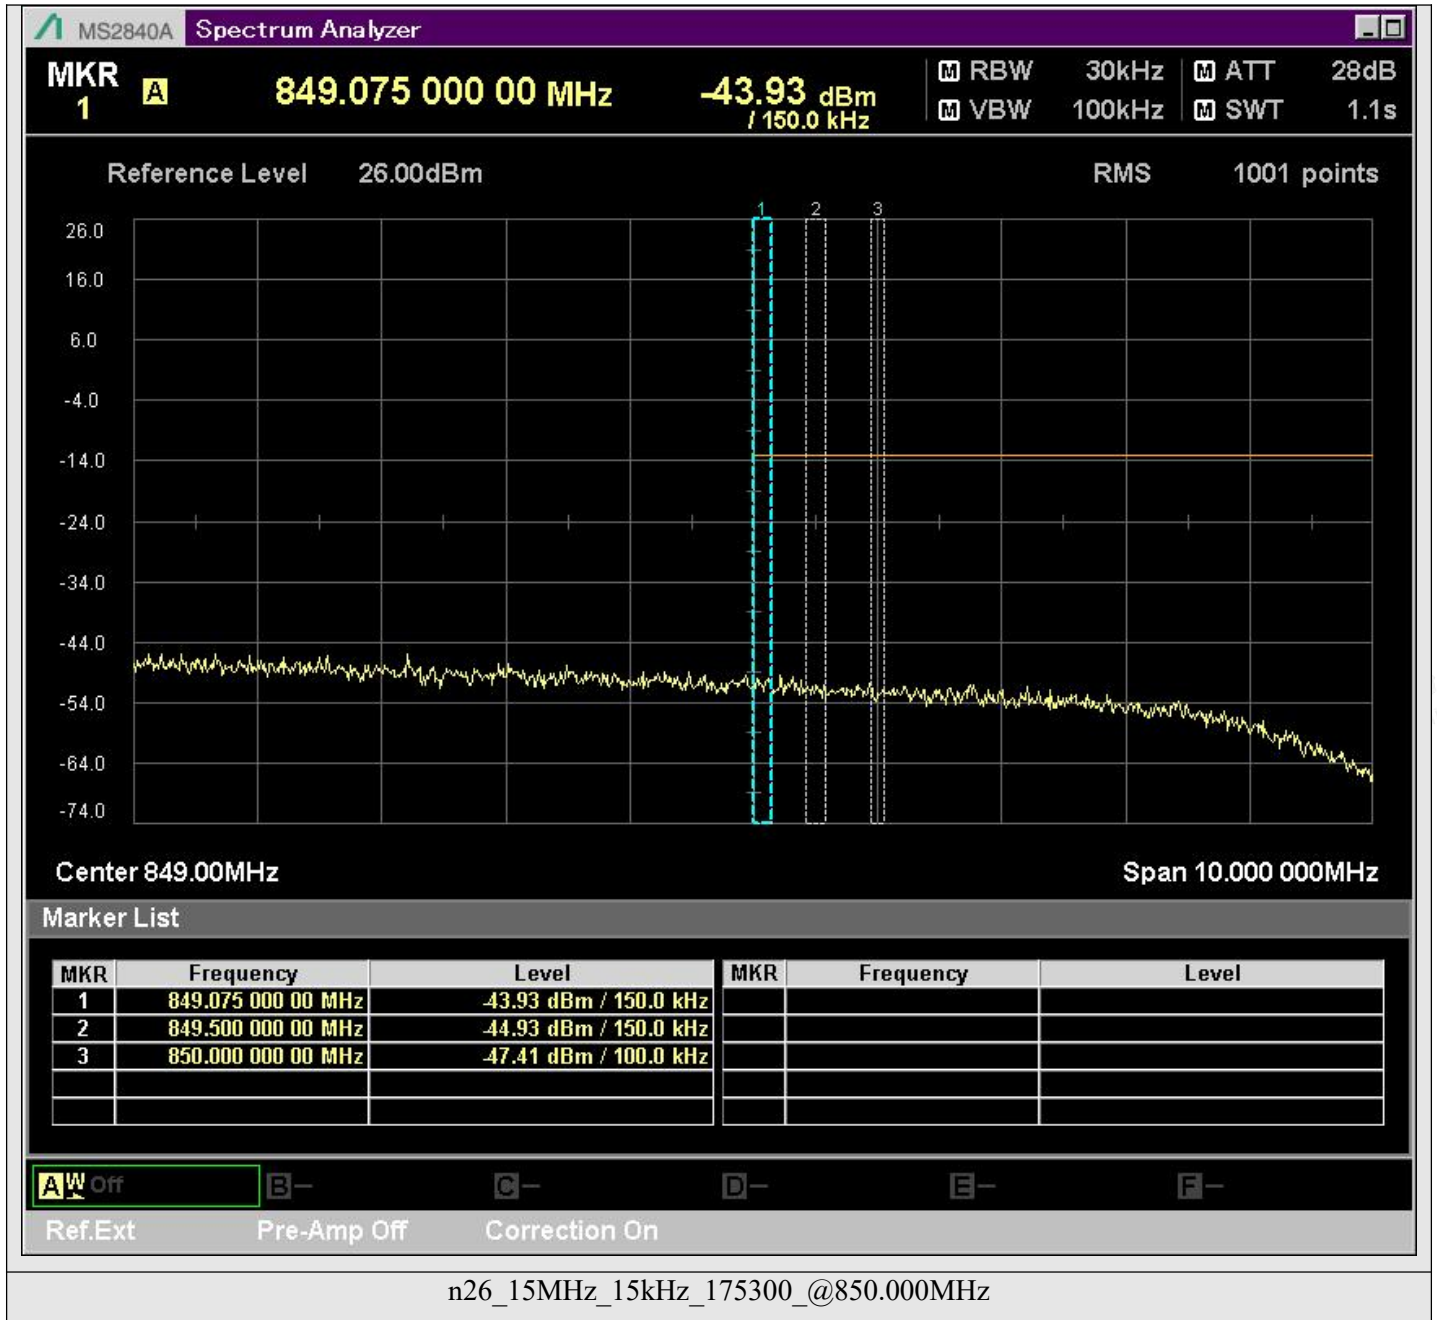 MS2840A Spectrum Analyzer
MKR 1 A 849.075 000 00 MHz -43.93 dBm / 150.0 kHz
M RBW 30kHz M ATT 28dB
M VBW 100kHz M SWT 1.1s
Reference Level 26.00dBm RMS 1001 points
1 2 3
26.0
16.0
6.0
-4.0
-14.0
-24.0
-34.0
-44.0
-54.0
-64.0
-74.0
Center 849.00MHz Span 10.000 000MHz
Marker List
MKR Frequency Level MKR Frequency Level
1 849.075 000 00 MHz -43.93 dBm / 150.0 kHz
2 849.500 000 00 MHz -44.93 dBm / 150.0 kHz
3 850.000 000 00 MHz -47.41 dBm / 100.0 kHz
A W Off B – C – D – E – F –
Ref.Ext Pre-Amp Off Correction On
n26_15MHz_15kHz_175300_@850.000MHz